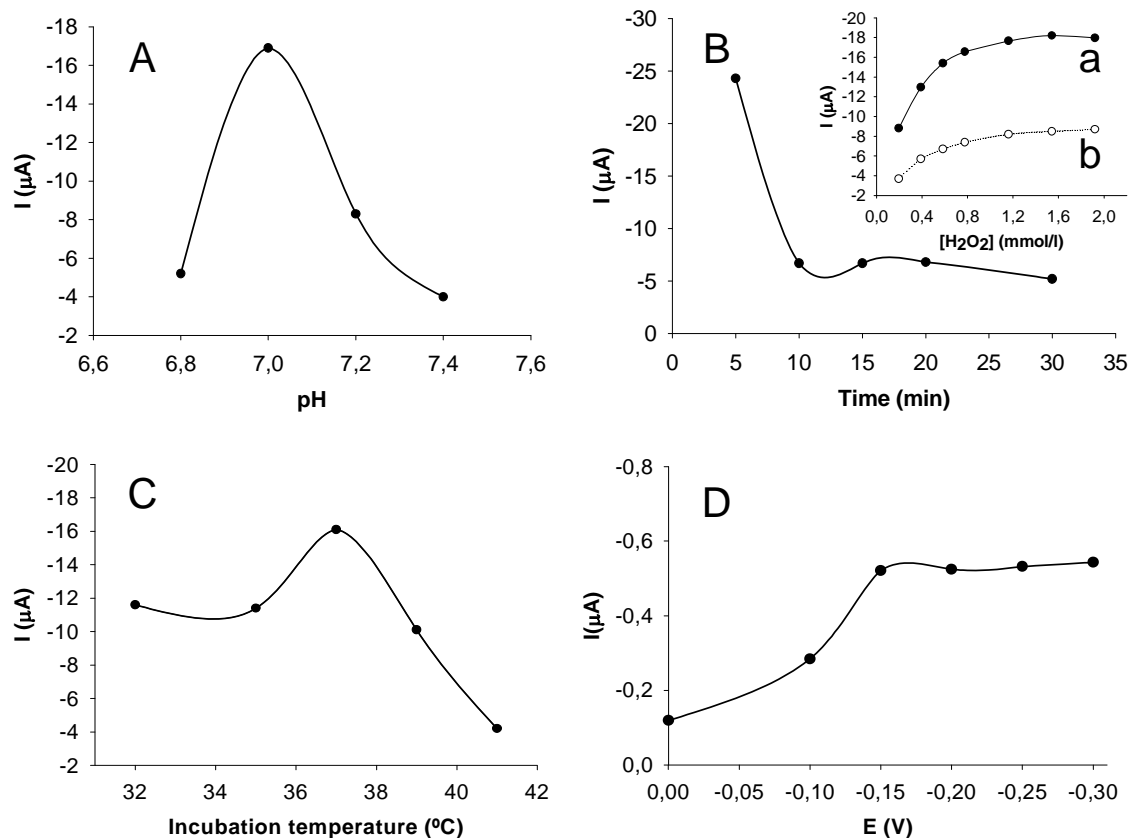 A
I (μA)
-18
-16
-14
-12
-10
-8
-6
-4
-2
6,6 6,8 7,0 7,2 7,4 7,6
pH
B
I (μA)
-30
-25
-20
-15
-10
-5
0
0 5 10 15 20 25 30 35
Time (min)
I (μA)
-20
-18
-16
-14
-12
-10
-8
-6
-4
-2
a
b
0,0 0,4 0,8 1,2 1,6 2,0
[H2O2] (mmol/l)
C
I (μA)
-20
-18
-16
-14
-12
-10
-8
-6
-4
-2
32 34 36 38 40 42
Incubation temperature (ºC)
D
I(μA)
-0,8
-0,6
-0,4
-0,2
0,0
0,00 -0,05 -0,10 -0,15 -0,20 -0,25 -0,30
E (V)